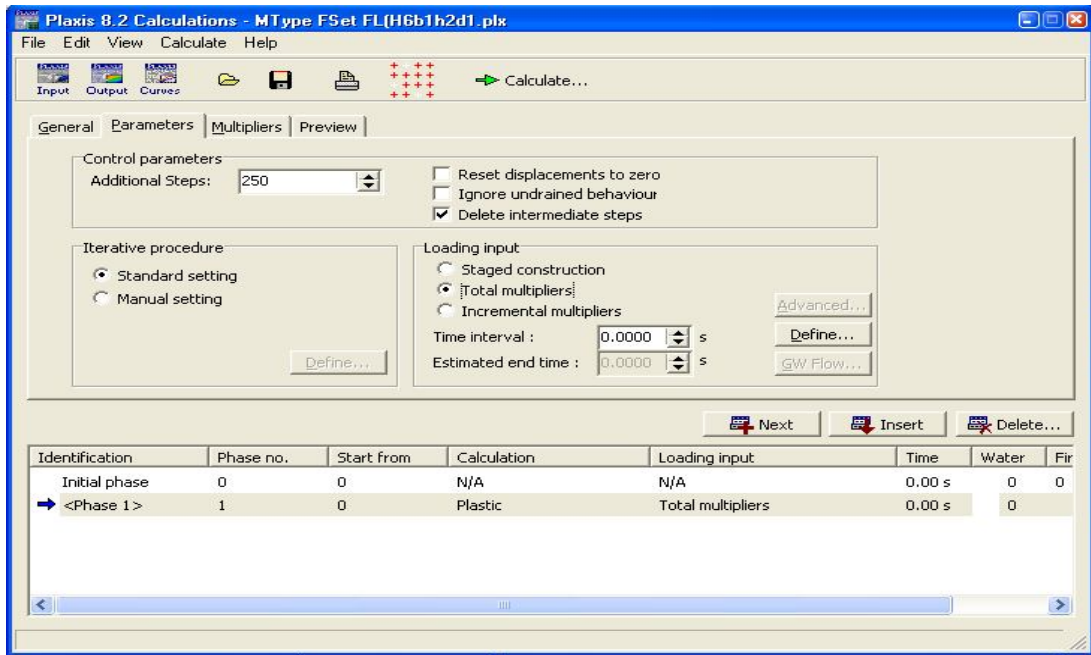 Plaxis 8.2 Calculations - MType FSet FL(H6b1h2d1.plx
File Edit View Calculate Help
Input Output Curves Calculate...
General Parameters Multipliers Preview
Control parameters
Additional Steps: 250
Reset displacements to zero
Ignore undrained behaviour
Delete intermediate steps
Iterative procedure
Standard setting
Manual setting
Define...
Loading input
Staged construction
Total multipliers
Incremental multipliers
Advanced...
Time interval : 0.0000 s Define...
Estimated end time : 0.0000 s GW Flow...
Next Insert Delete...
Identification Phase no. Start from Calculation Loading input Time Water Fir
Initial phase 0 0 N/A N/A 0.00 s 0 0
<Phase 1> 1 0 Plastic Total multipliers 0.00 s 0